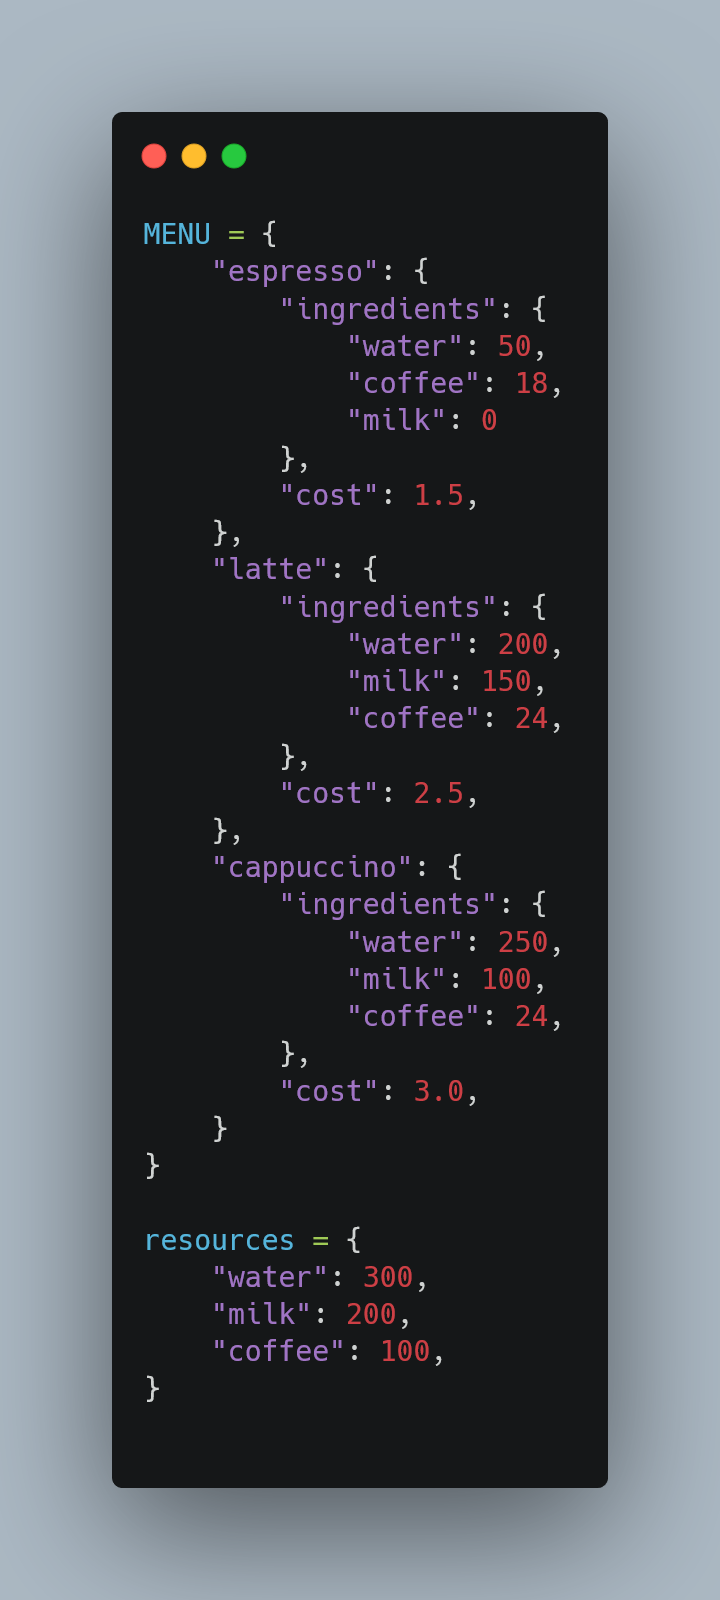 MENU = {
    "espresso": {
        "ingredients": {
            "water": 50,
            "coffee": 18,
            "milk": 0
        },
        "cost": 1.5,
    },
    "latte": {
        "ingredients": {
            "water": 200,
            "milk": 150,
            "coffee": 24,
        },
        "cost": 2.5,
    },
    "cappuccino": {
        "ingredients": {
            "water": 250,
            "milk": 100,
            "coffee": 24,
        },
        "cost": 3.0,
    }
}

resources = {
    "water": 300,
    "milk": 200,
    "coffee": 100,
}